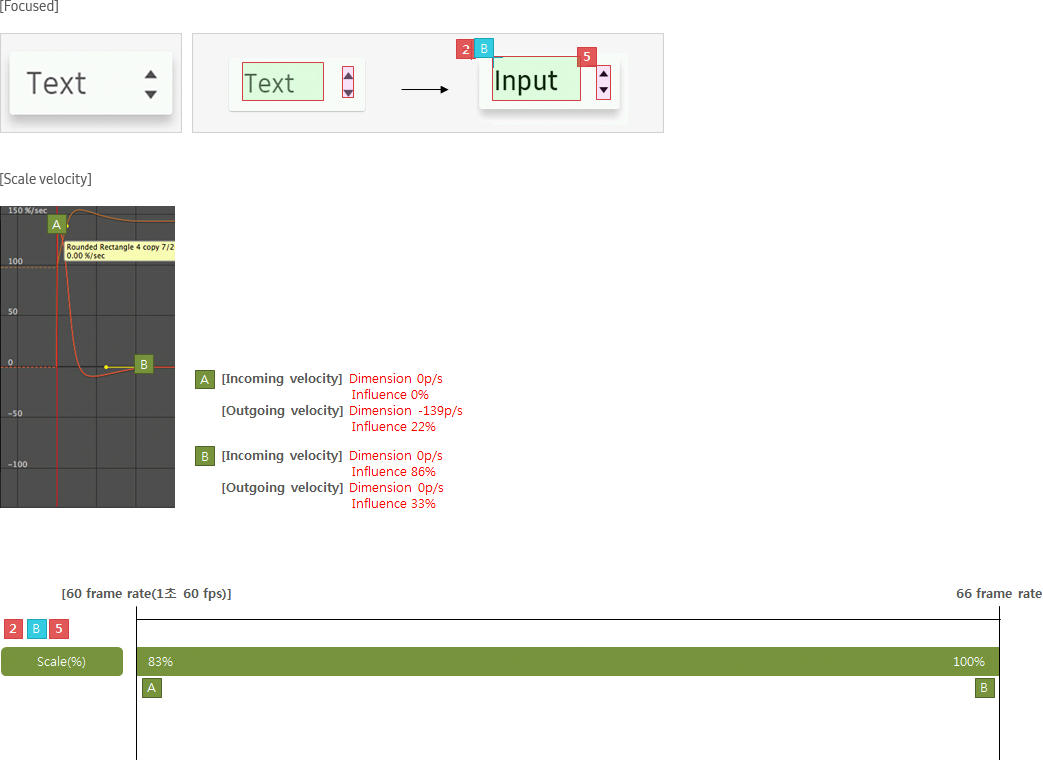 [Focused]
Text
Text
2
B
5
Input
[Scale velocity]
150 %/sec
A
Rounded Rectangle 4 copy 7/2
0.00 %/sec
100
50
0
B
-50
-100
A [Incoming velocity] Dimension 0p/s
Influence 0%
[Outgoing velocity] Dimension -139p/s
Influence 22%
B [Incoming velocity] Dimension 0p/s
Influence 86%
[Outgoing velocity] Dimension 0p/s
Influence 33%
[60 frame rate(1초 60 fps)] 66 frame rate
2 B 5
Scale(%) 83% 100%
A B